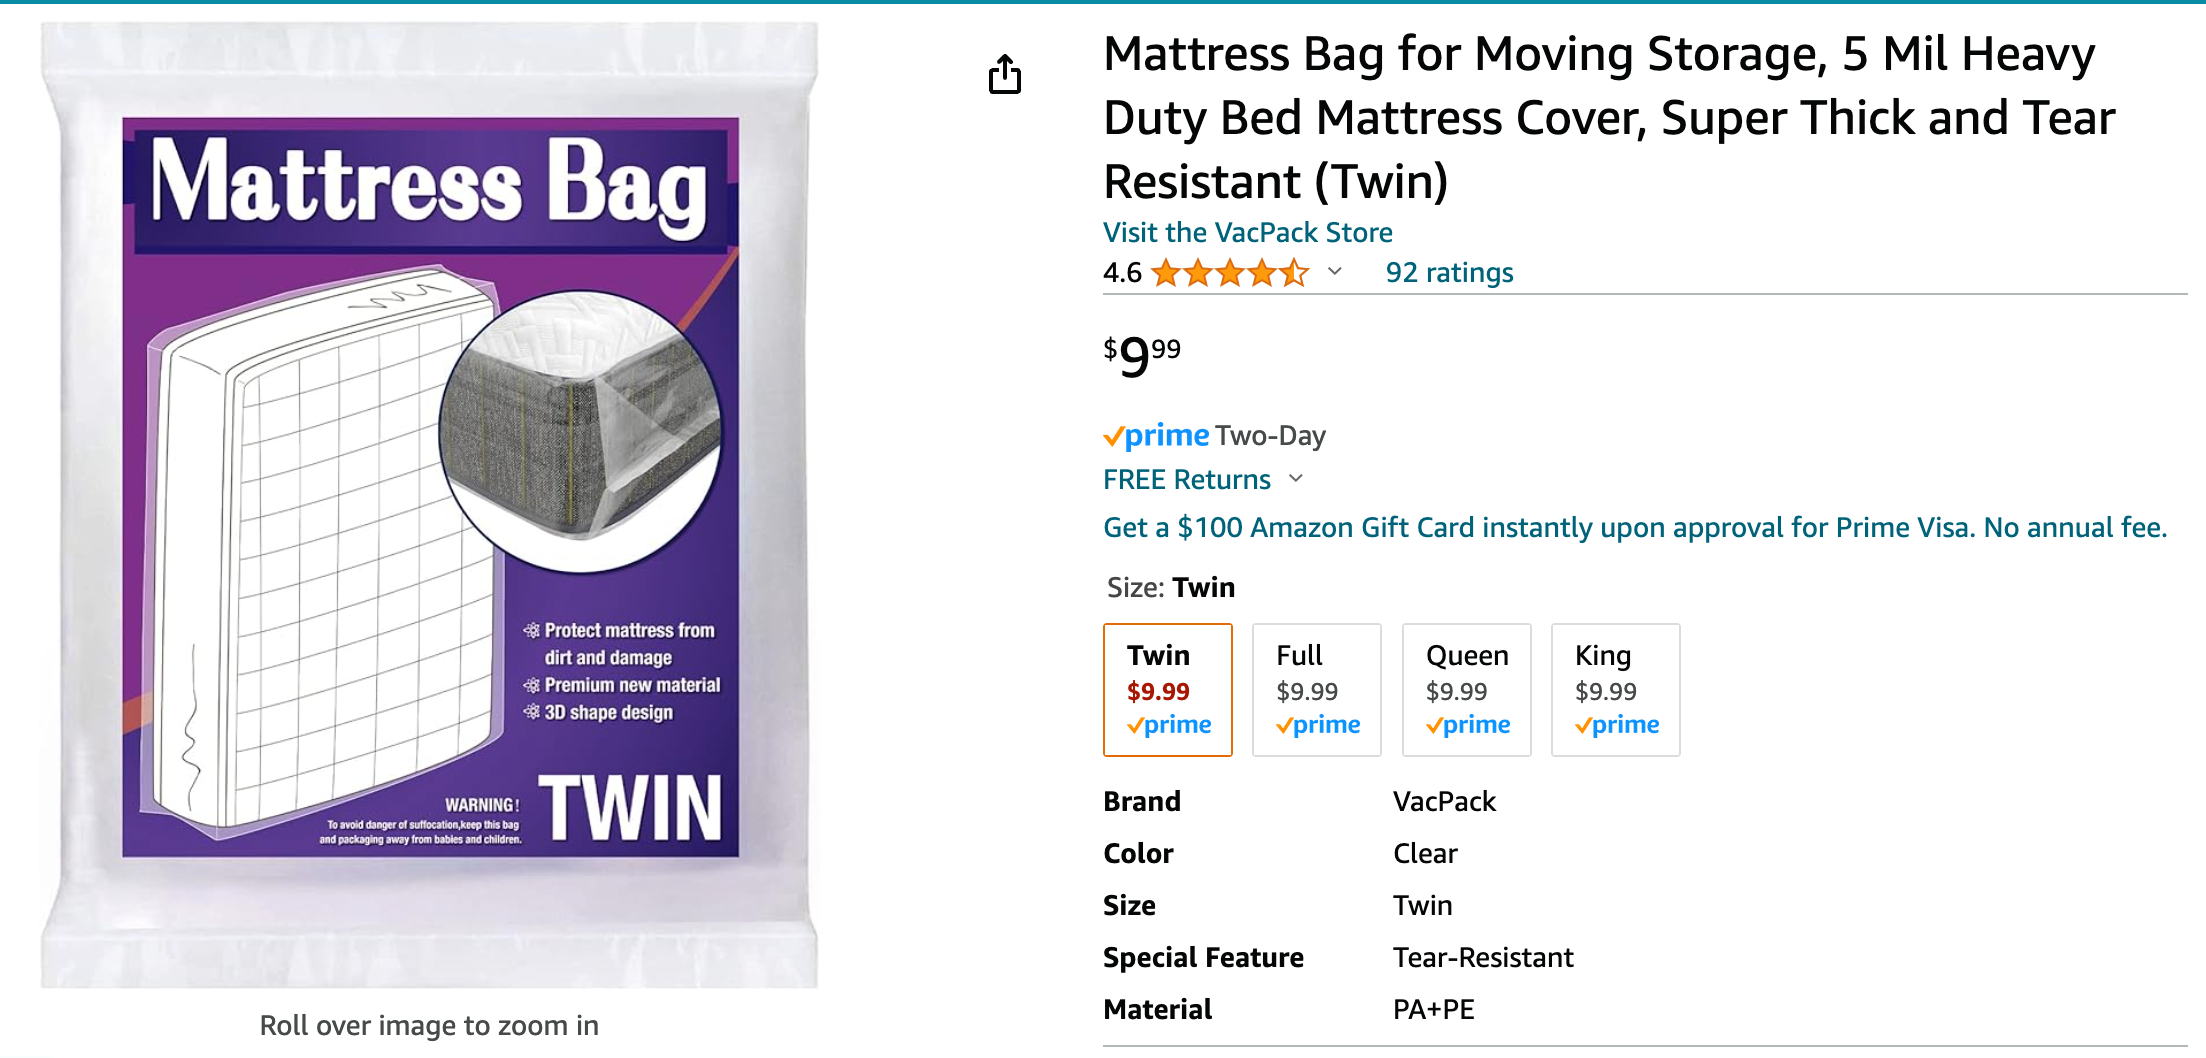 Mattress Bag
Protect mattress from
dirt and damage
Premium new material
3D shape design
WARNING!
To avoid danger of suffocation,keep this bag
and packaging away from babies and children.
TWIN
Roll over image to zoom in
Mattress Bag for Moving Storage, 5 Mil Heavy
Duty Bed Mattress Cover, Super Thick and Tear
Resistant (Twin)
Visit the VacPack Store
4.6 92 ratings
$9.99
prime Two-Day
FREE Returns
Get a $100 Amazon Gift Card instantly upon approval for Prime Visa. No annual fee.
Size: Twin
Twin Full Queen King
$9.99 $9.99 $9.99 $9.99
prime prime prime prime
Brand VacPack
Color Clear
Size Twin
Special Feature Tear-Resistant
Material PA+PE